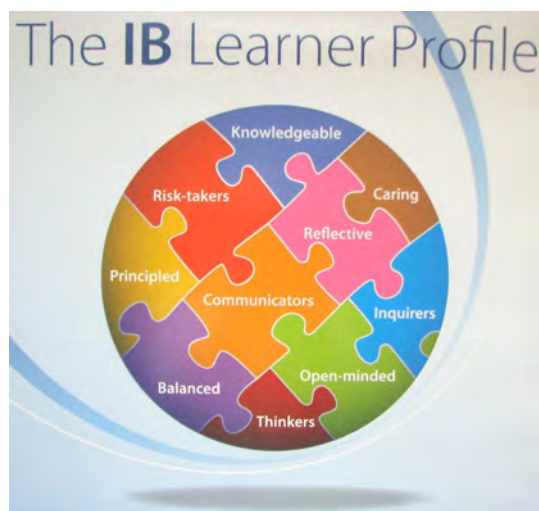 The IB Learner Profile
Knowledgeable
Risk-takers
Caring
Reflective
Principled
Communicators
Inquirers
Open-minded
Balanced
Thinkers